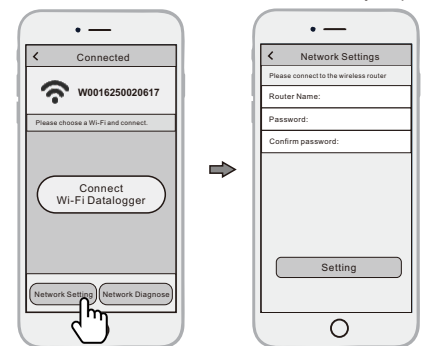 Connected
W0016250020617
Please choose a Wi-Fi and connect.
Connect
Wi-Fi Datalogger
Network Setting
Network Diagnose
Network Settings
Please connect to the wireless router
Router Name:
Password:
Confirm password:
Setting